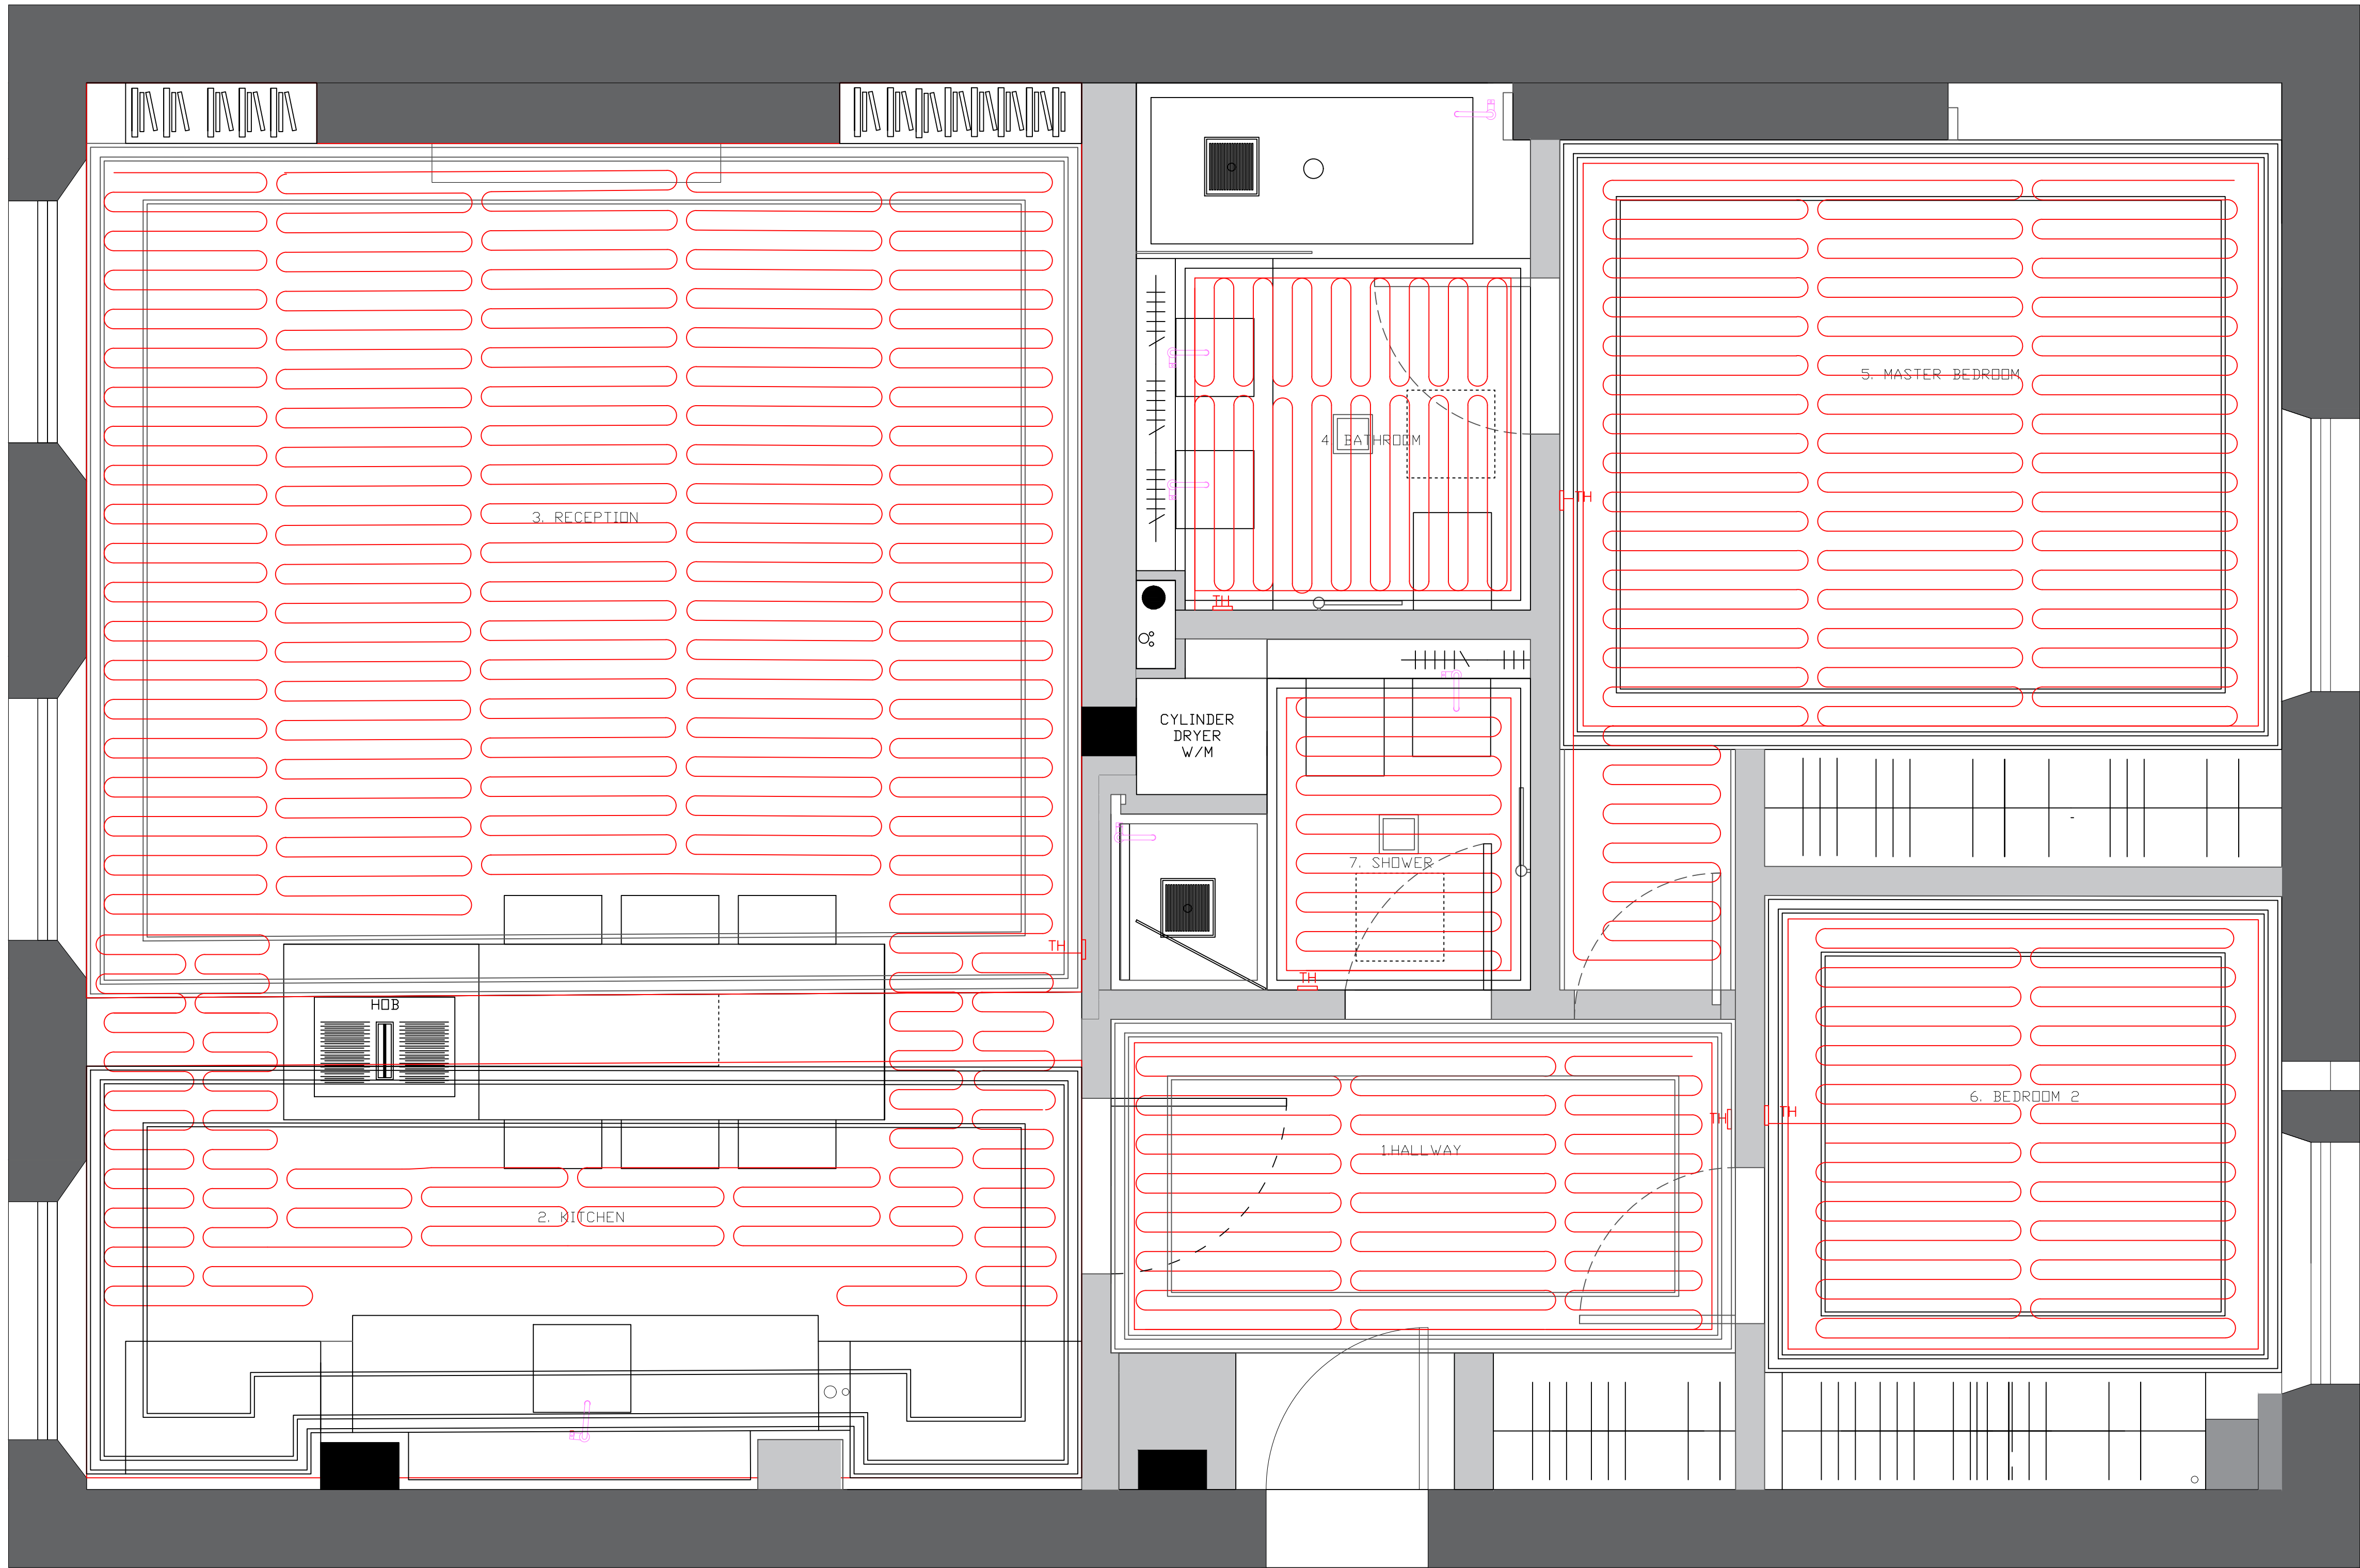 5. MASTER BEDROOM
4. BATHROOM
TH
3. RECEPTION
TH
CYLINDER
DRYER
W/M
7. SHOWER
TH
TH
HOB
6. BEDROOM 2
TH
TH
1.HALLWAY
2. KITCHEN